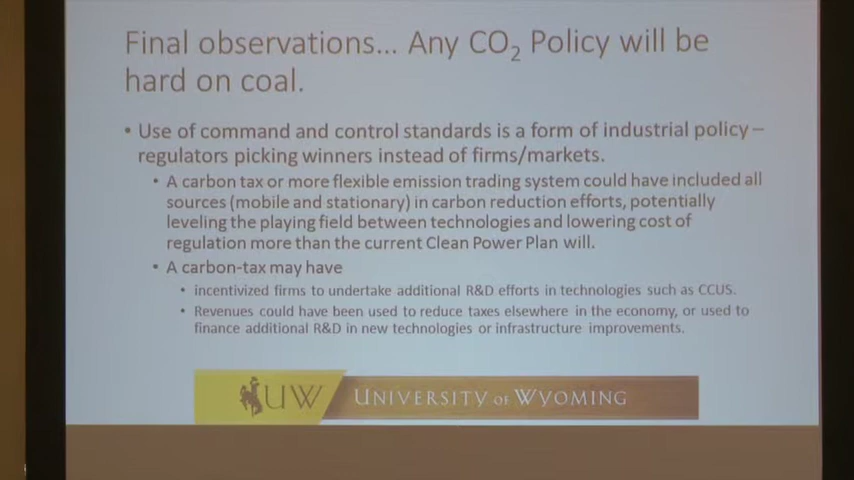 Final observations... Any CO₂ Policy will be
hard on coal.
• Use of command and control standards is a form of industrial policy –
regulators picking winners instead of firms/markets.
• A carbon tax or more flexible emission trading system could have included all
sources (mobile and stationary) in carbon reduction efforts, potentially
leveling the playing field between technologies and lowering cost of
regulation more than the current Clean Power Plan will.
• A carbon-tax may have
• incentivized firms to undertake additional R&D efforts in technologies such as CCUS.
• Revenues could have been used to reduce taxes elsewhere in the economy, or used to
finance additional R&D in new technologies or infrastructure improvements.
UW UNIVERSITY OF WYOMING